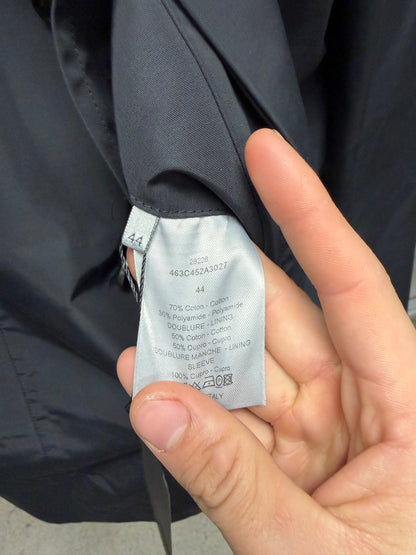 44
28228
463C452A3027
44
70% Coton - Cotton
30% Polyamide - Polyamide
DOUBLURE - LINING
50% Coton - Cotton
50% Cupro - Cupro
DOUBLURE MANCHE - LINING
SLEEVE
100% Cupro - Cupro
ITALY